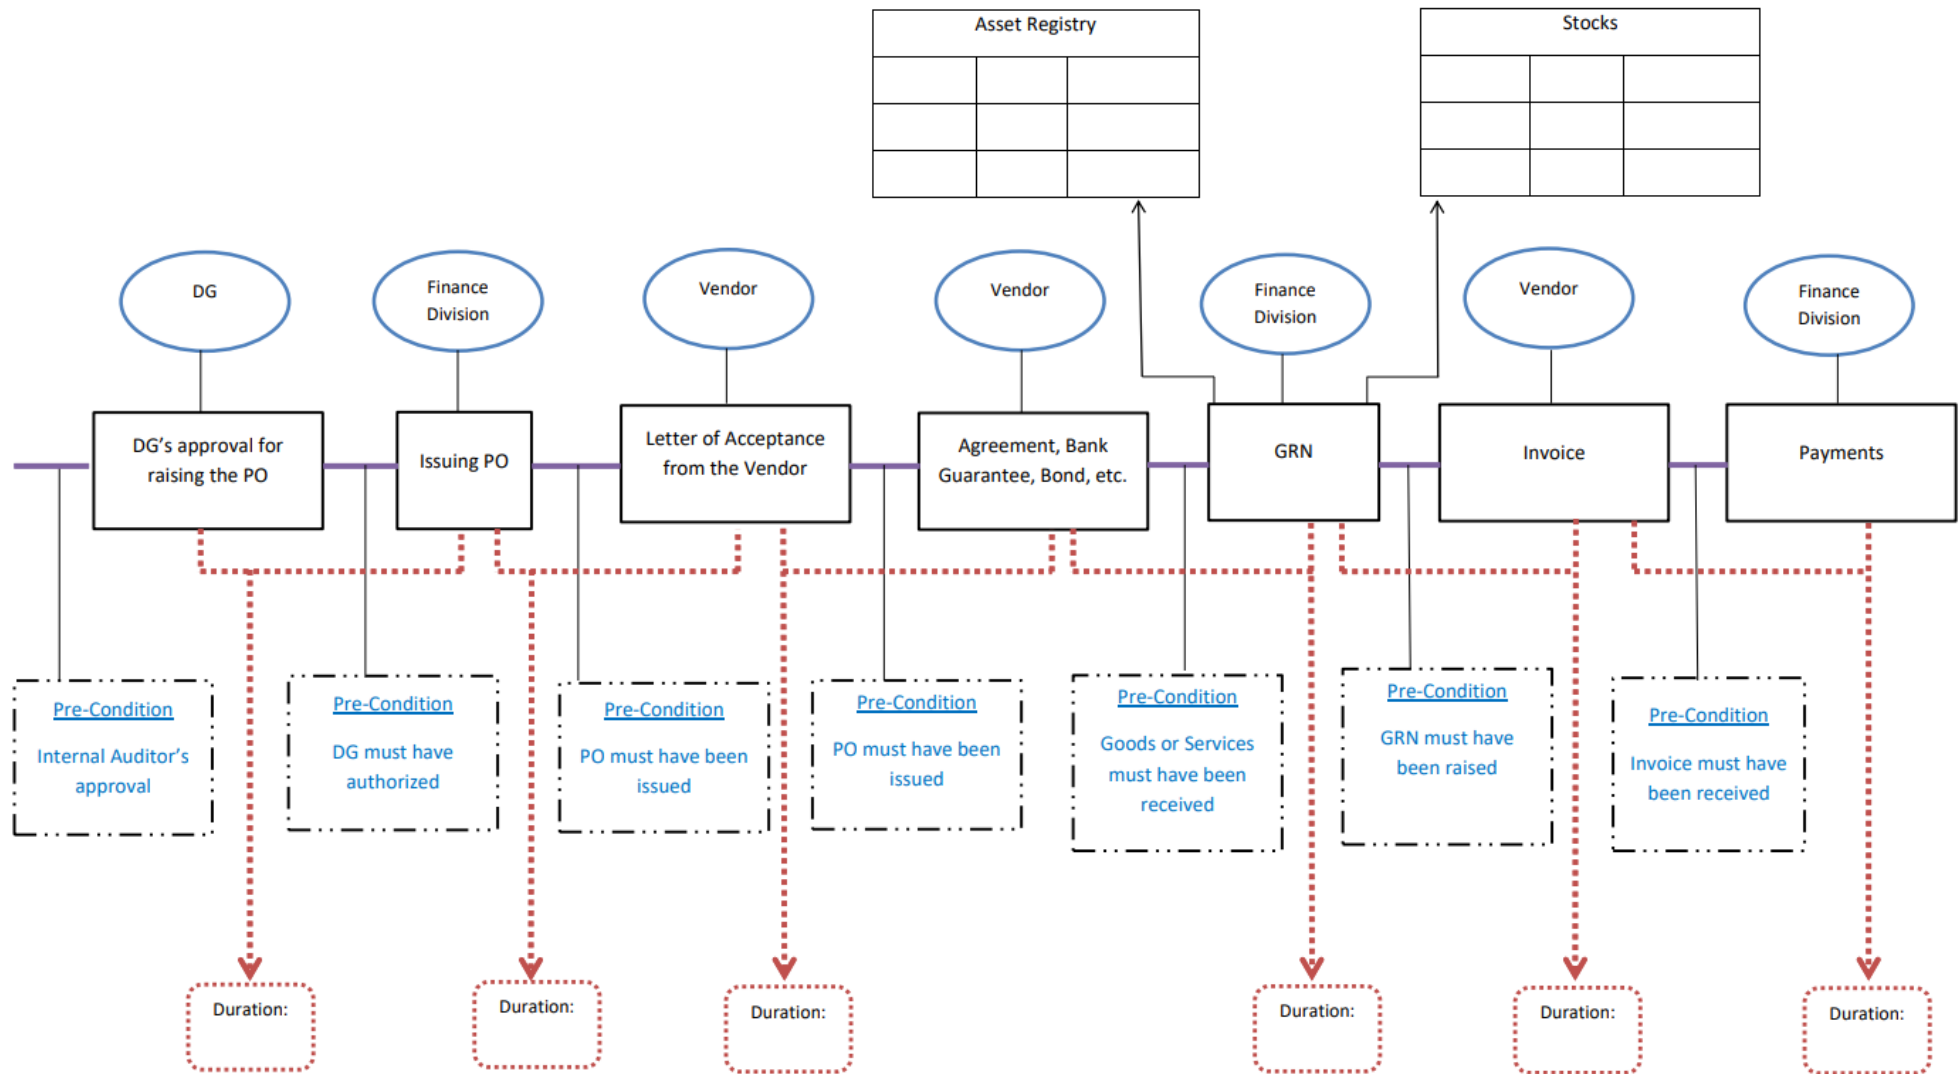 Asset Registry
Stocks
DG
Finance
Division
Vendor
Vendor
Finance
Division
Vendor
Finance
Division
DG’s approval for
raising the PO
Issuing PO
Letter of Acceptance
from the Vendor
Agreement, Bank
Guarantee, Bond, etc.
GRN
Invoice
Payments
Pre-Condition
Internal Auditor’s
approval
Pre-Condition
DG must have
authorized
Pre-Condition
PO must have been
issued
Pre-Condition
PO must have been
issued
Pre-Condition
Goods or Services
must have been
received
Pre-Condition
GRN must have
been raised
Pre-Condition
Invoice must have
been received
Duration:
Duration:
Duration:
Duration:
Duration:
Duration: